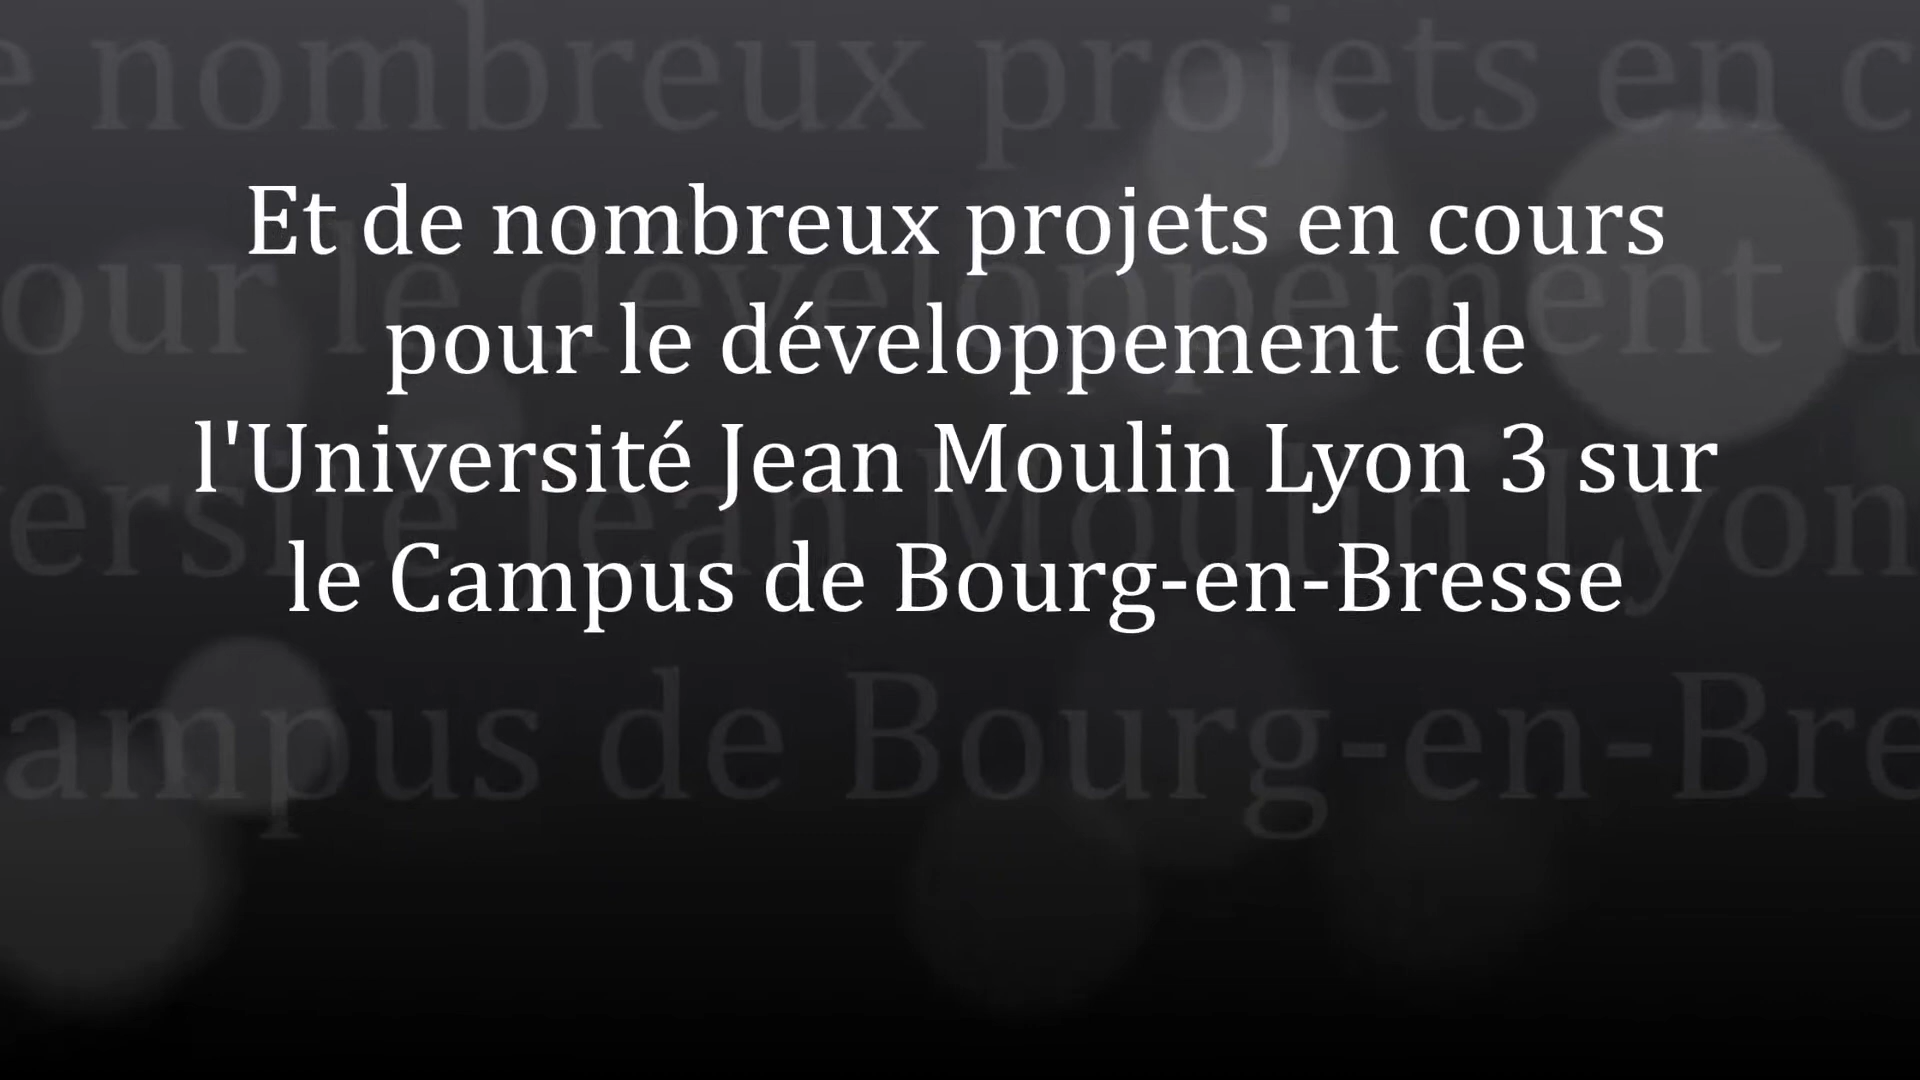 Et de nombreux projets en cours
pour le développement de
l'Université Jean Moulin Lyon 3 sur
le Campus de Bourg-en-Bresse